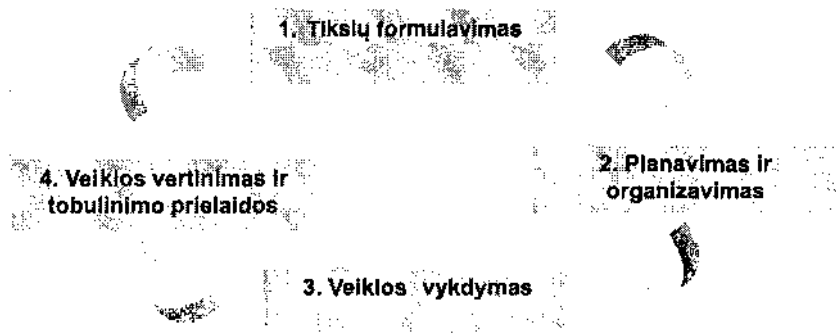 1. Tikslų formulavimas
2. Planavimas ir
organizavimas
3. Veiklos vykdymas
4. Veiklos vertinimas ir
tobulinimo prielaidos